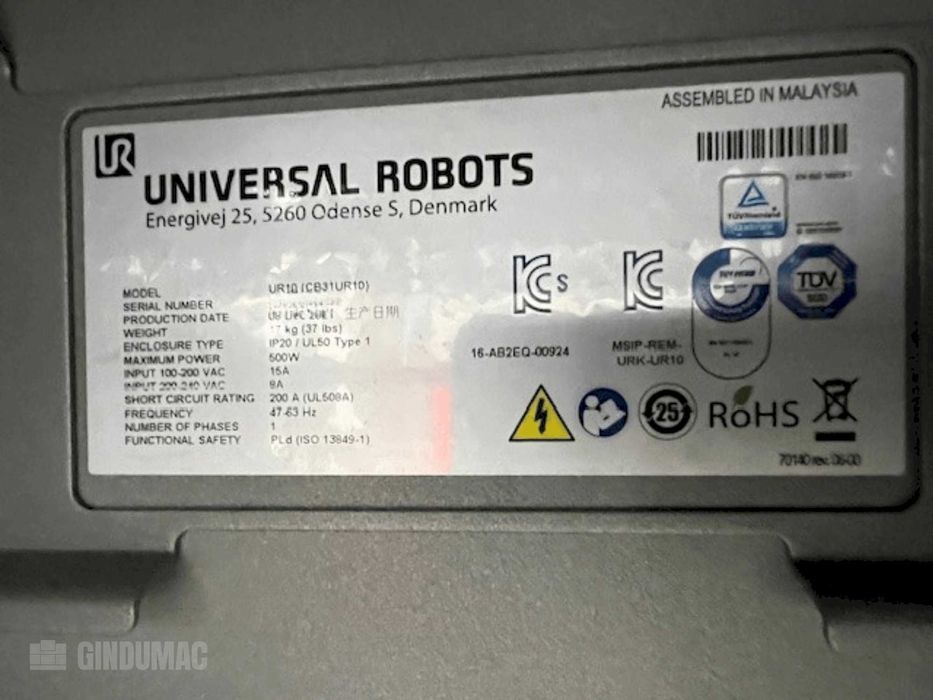 ASSEMBLED IN MALAYSIA
UR
UNIVERSAL ROBOTS
Energivej 25, 5260 Odense S, Denmark
TÜVRheinland
MODEL UR10 (CB31UR10)
SERIAL NUMBER
PRODUCTION DATE 生产日期
WEIGHT kg (37 lbs)
ENCLOSURE TYPE IP20 / UL50 Type 1
MAXIMUM POWER 500W
INPUT 100-200 VAC 15A
INPUT 200-240 VAC 8A
SHORT CIRCUIT RATING 200 A (UL508A)
FREQUENCY 47-63 Hz
NUMBER OF PHASES 1
FUNCTIONAL SAFETY PLd (ISO 13849-1)
S
TÜV
SÜD
16-AB2EQ-00924
MSIP-REM-
URK-UR10
25
RoHS
70140 rev.
GINDUMAC